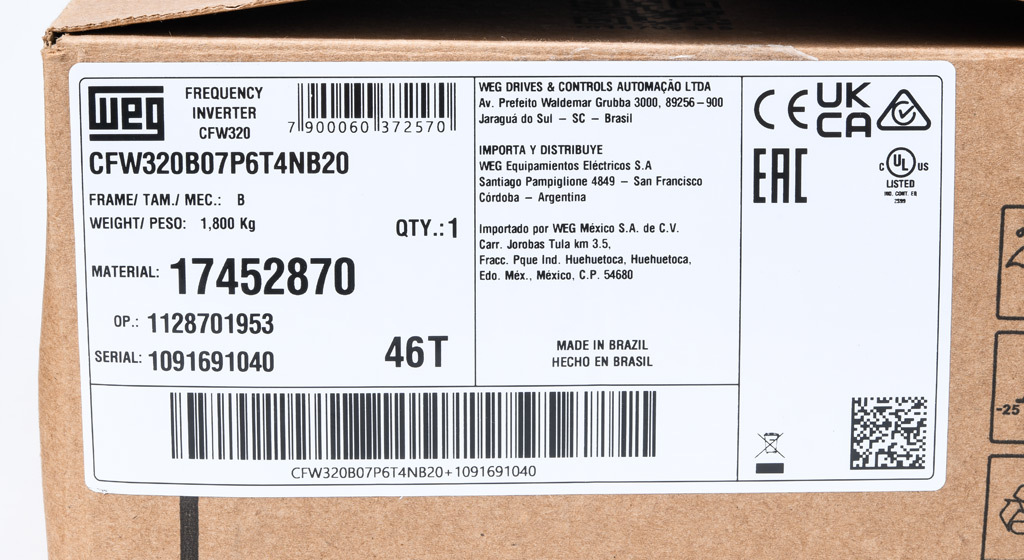 WEG
FREQUENCY
INVERTER
CFW320
7 900060 372570
CFW320B07P6T4NB20
FRAME/ TAM./ MEC.: B
WEIGHT/ PESO: 1,800 Kg
QTY.: 1
MATERIAL: 17452870
OP.: 1128701953
SERIAL: 1091691040
46T
WEG DRIVES & CONTROLS AUTOMAÇÃO LTDA
Av. Prefeito Waldemar Grubba 3000, 89256-900
Jaraguá do Sul - SC - Brasil
IMPORTA Y DISTRIBUYE
WEG Equipamientos Eléctricos S.A
Santiago Pampiglione 4849 - San Francisco
Córdoba - Argentina
Importado por WEG México S.A. de C.V.
Carr. Jorobas Tula km 3.5,
Fracc. Pque Ind. Huehuetoca, Huehuetoca,
Edo. Méx., México, C.P. 54680
MADE IN BRAZIL
HECHO EN BRASIL
CE UK
CA
EAC
C UL US
LISTED
IND. CONT. EQ
CFW320B07P6T4NB20+1091691040
-25